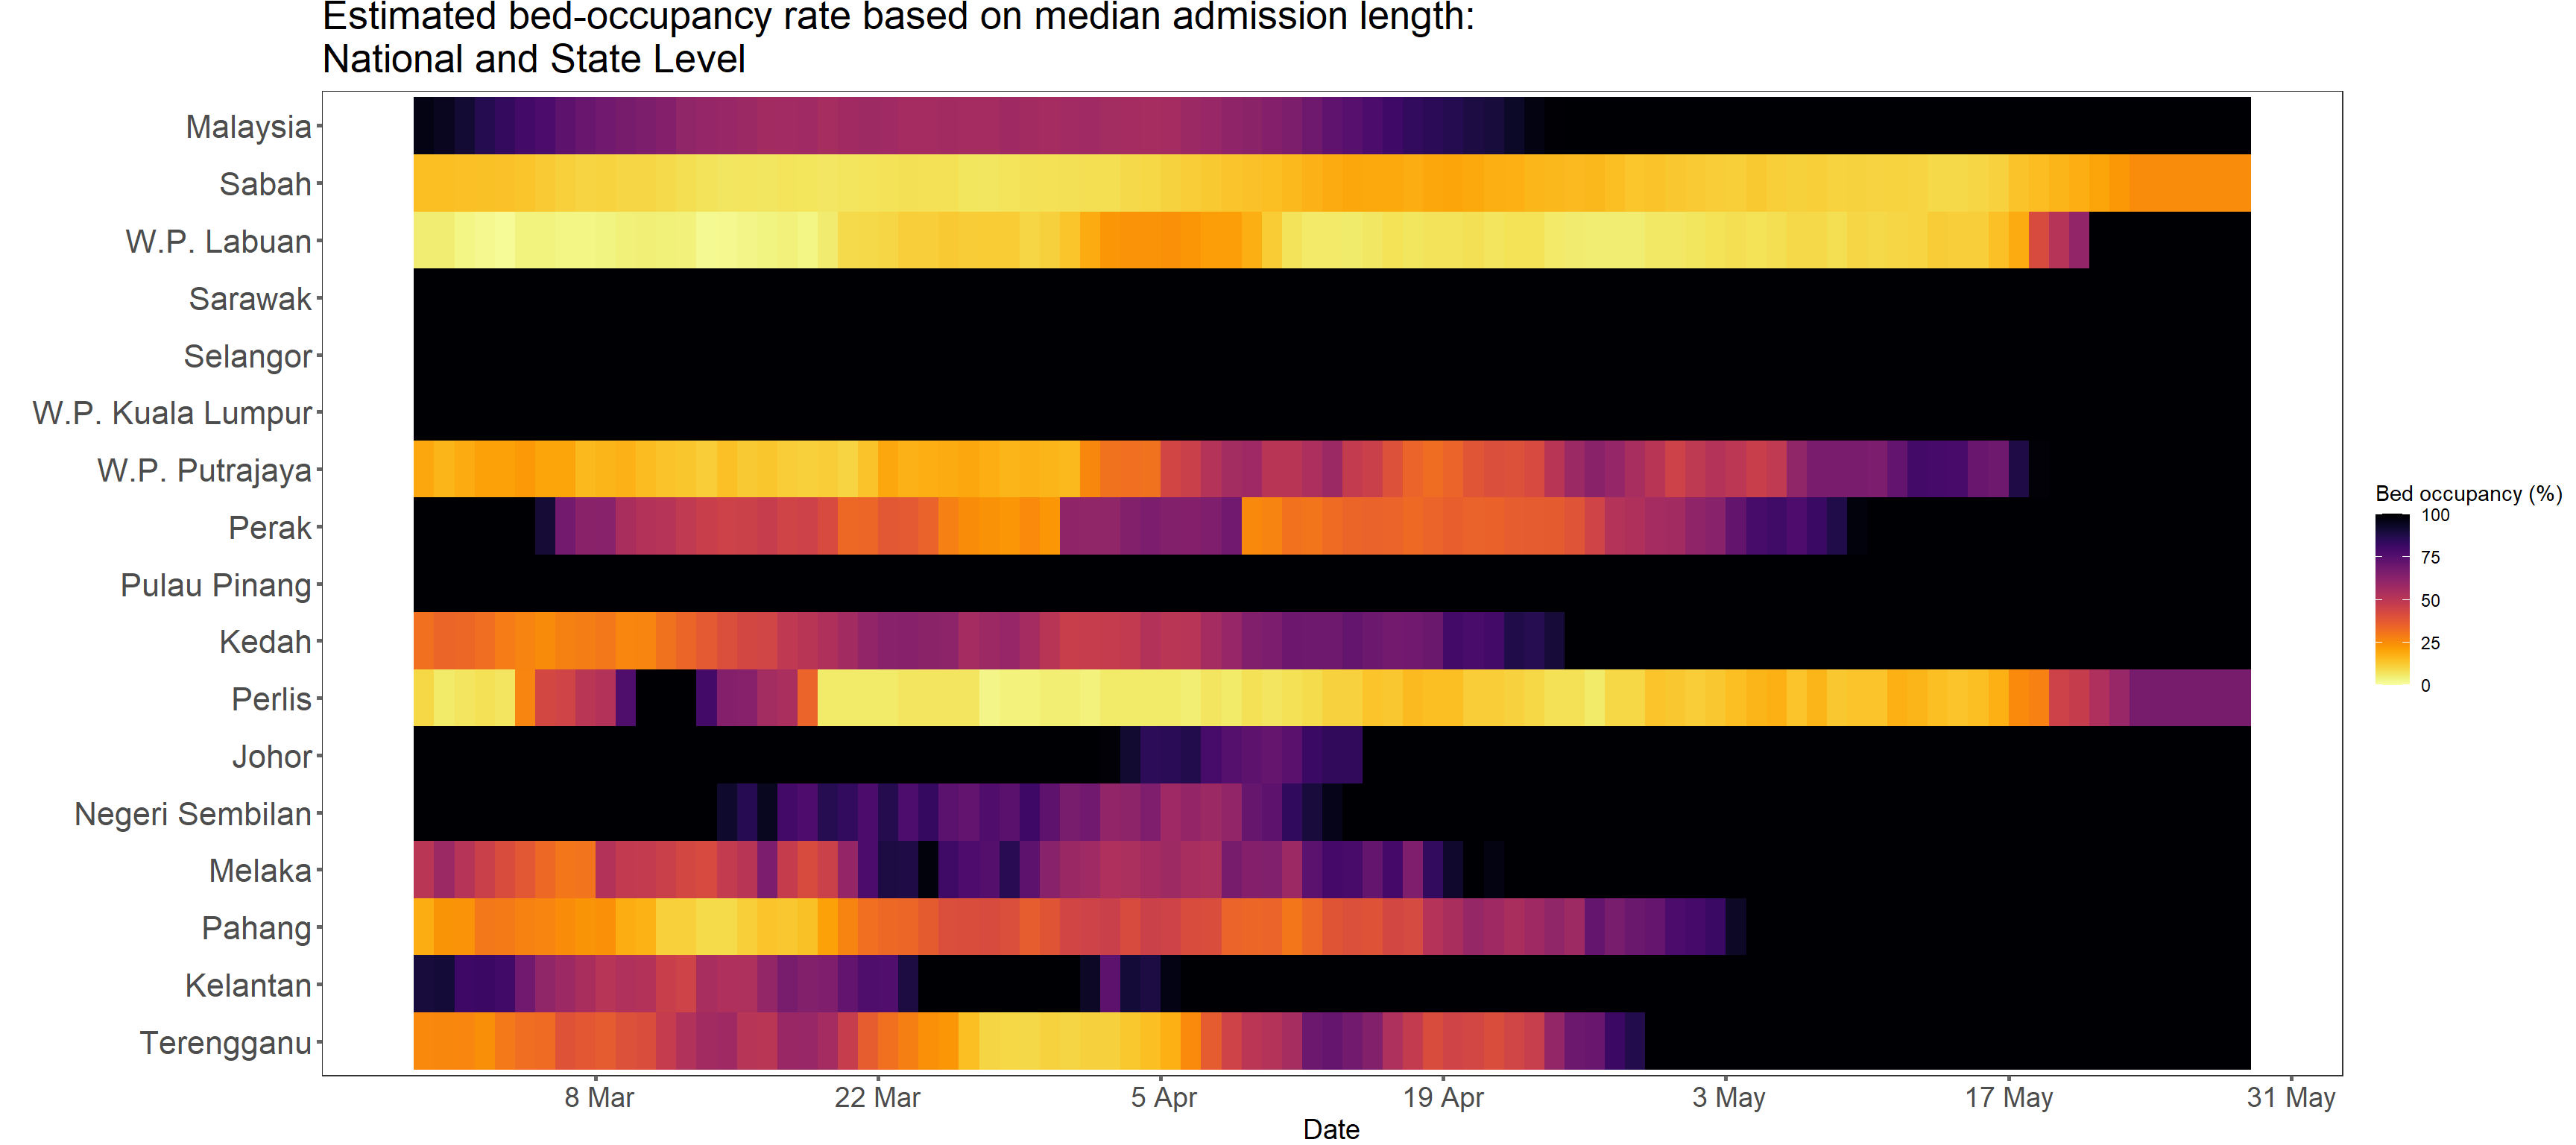 Estimated bed-occupancy rate based on median admission length:
National and State Level
Malaysia
Sabah
W.P. Labuan
Sarawak
Selangor
W.P. Kuala Lumpur
W.P. Putrajaya
Perak
Pulau Pinang
Kedah
Perlis
Johor
Negeri Sembilan
Melaka
Pahang
Kelantan
Terengganu
8 Mar
22 Mar
5 Apr
19 Apr
3 May
17 May
31 May
Date
Bed occupancy (%)
100
75
50
25
0